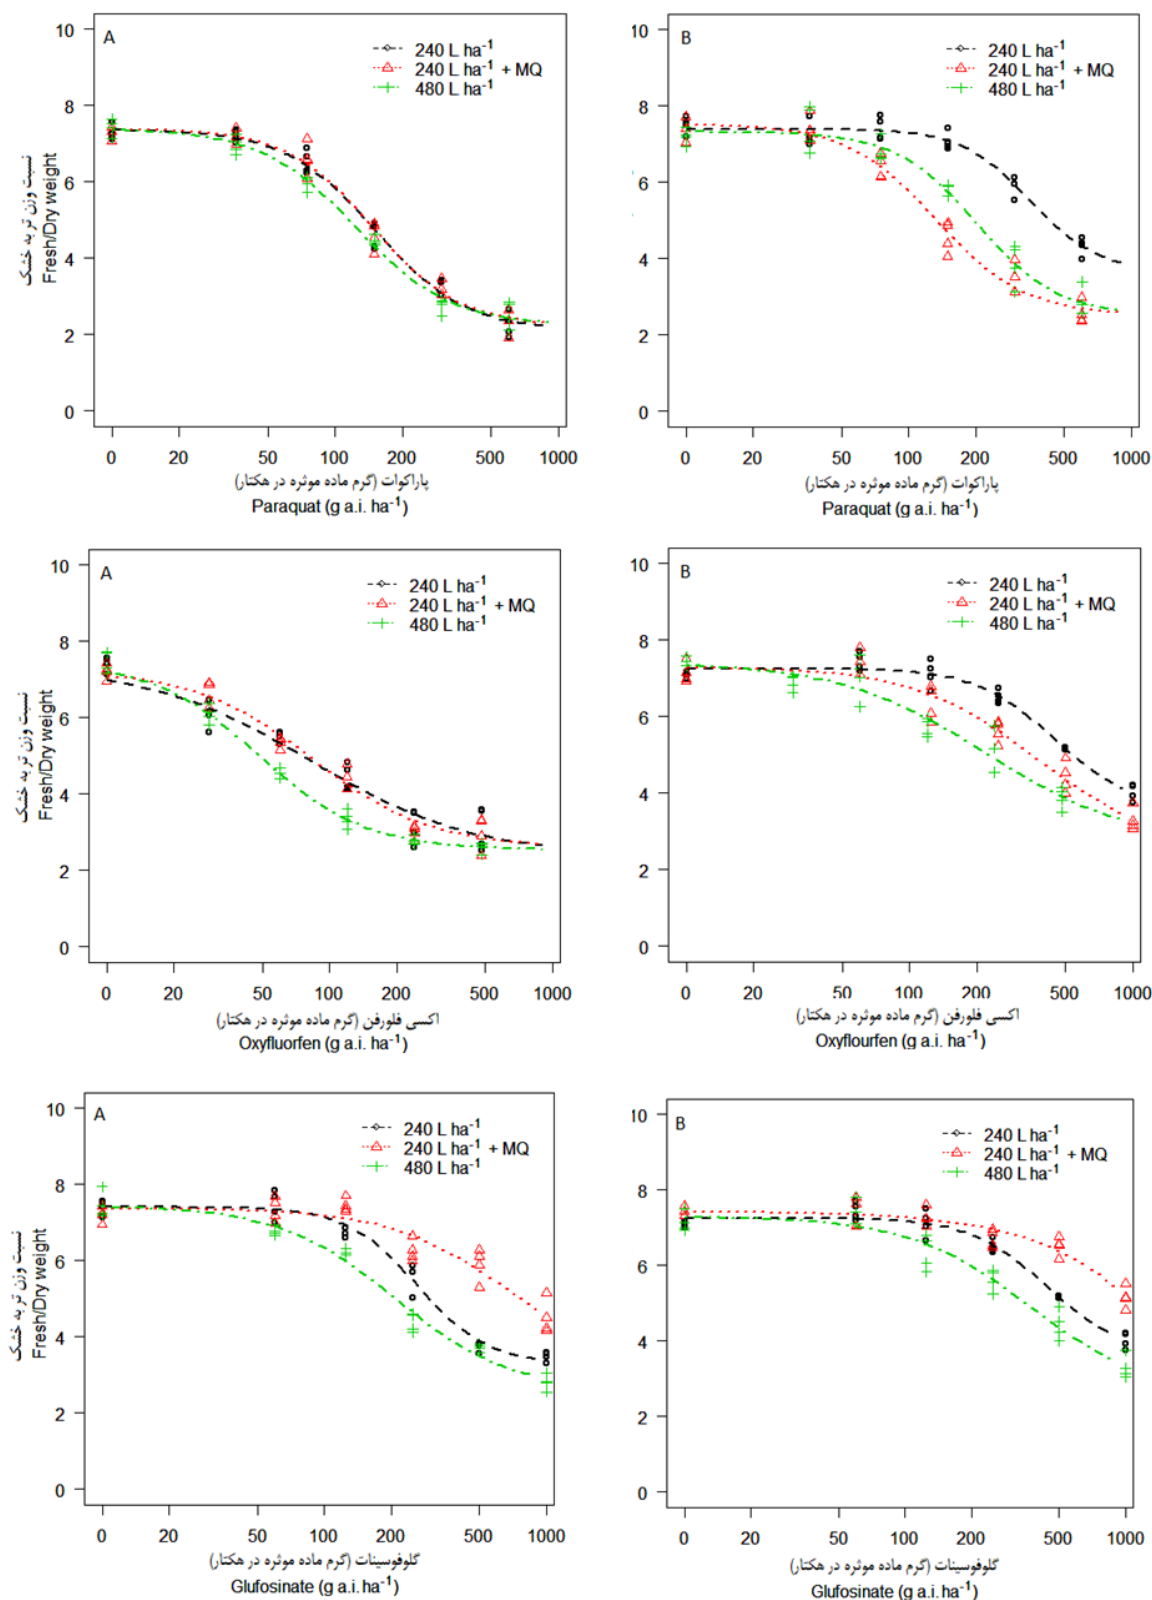 A
240 L ha⁻¹
240 L ha⁻¹ + MQ
480 L ha⁻¹
10
8
6
4
2
0
نسبت وزن تر به خشک
Fresh/Dry weight
0 20 50 100 200 500 1000
پاراکوات (گرم ماده موثره در هکتار)
Paraquat (g a.i. ha⁻¹)
B
240 L ha⁻¹
240 L ha⁻¹ + MQ
480 L ha⁻¹
10
8
6
4
2
0
0 20 50 100 200 500 1000
پاراکوات (گرم ماده موثره در هکتار)
Paraquat (g a.i. ha⁻¹)
A
240 L ha⁻¹
240 L ha⁻¹ + MQ
480 L ha⁻¹
10
8
6
4
2
0
نسبت وزن تر به خشک
Fresh/Dry weight
0 20 50 100 200 500 1000
اکسی فلورفن (گرم ماده موثره در هکتار)
Oxyfluorfen (g a.i. ha⁻¹)
B
240 L ha⁻¹
240 L ha⁻¹ + MQ
480 L ha⁻¹
10
8
6
4
2
0
0 20 50 100 200 500 1000
اکسی فلورفن (گرم ماده موثره در هکتار)
Oxyflourfen (g a.i. ha⁻¹)
A
240 L ha⁻¹
240 L ha⁻¹ + MQ
480 L ha⁻¹
10
8
6
4
2
0
نسبت وزن تر به خشک
Fresh/Dry weight
0 20 50 100 200 500 1000
گلوفوسینات (گرم ماده موثره در هکتار)
Glufosinate (g a.i. ha⁻¹)
B
240 L ha⁻¹
240 L ha⁻¹ + MQ
480 L ha⁻¹
10
8
6
4
2
0
0 20 50 100 200 500 1000
گلوفوسینات (گرم ماده موثره در هکتار)
Glufosinate (g a.i. ha⁻¹)